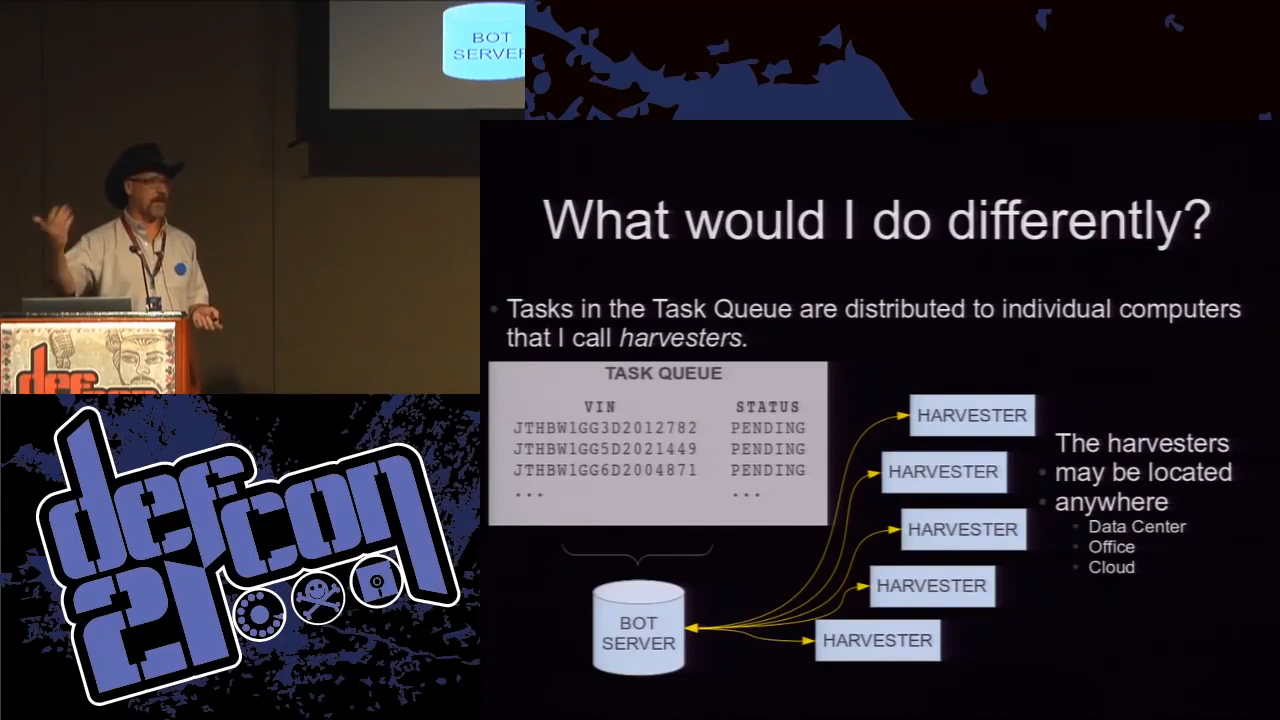 BOT
SERVER
def
What would I do differently?
Tasks in the Task Queue are distributed to individual computers
that I call harvesters.
TASK QUEUE
VIN STATUS
JTHBW1GG3D2012782 PENDING
JTHBW1GG5D2021449 PENDING
JTHBW1GG6D2004871 PENDING
... ...
HARVESTER
HARVESTER
HARVESTER
HARVESTER
HARVESTER
The harvesters
may be located
anywhere
Data Center
Office
Cloud
BOT
SERVER
defcon
21